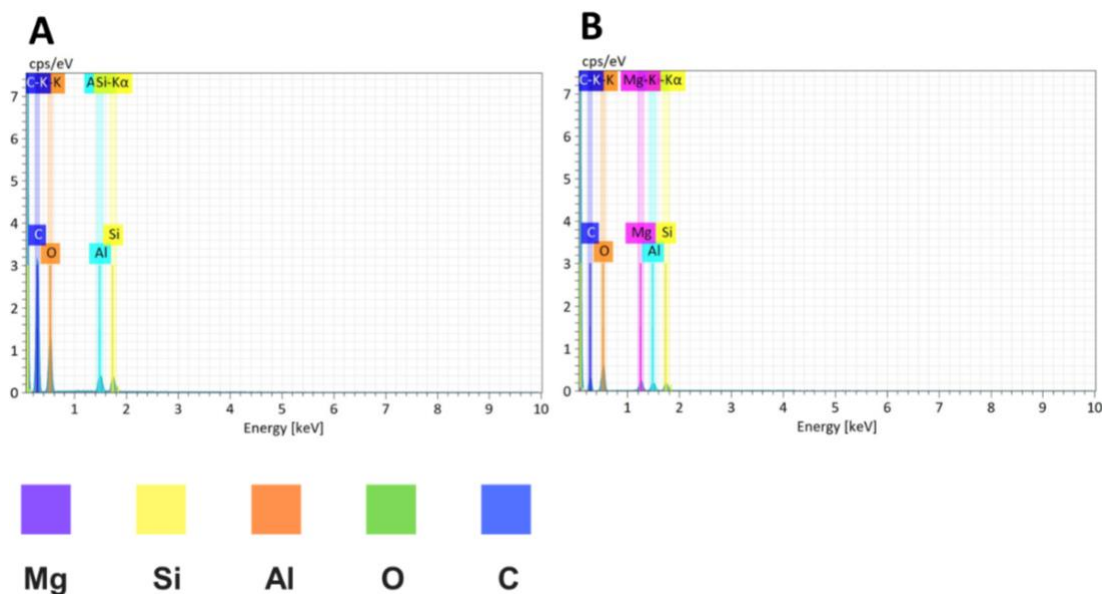 A
cps/eV
C-K -K A Si-Kα
7
6
5
4
3
2
1
0
C
O
Al
Si
1 2 3 4 5 6 7 8 9 10
Energy [keV]
B
cps/eV
C-K -K Mg-K -Kα
7
6
5
4
3
2
1
0
C
O
Mg
Al
Si
1 2 3 4 5 6 7 8 9 10
Energy [keV]
Mg Si Al O C